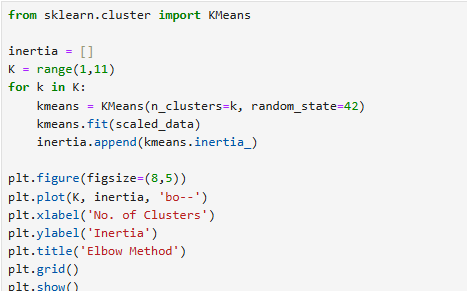 from sklearn.cluster import KMeans
inertia = []
K = range(1,11)
for k in K:
    kmeans = KMeans(n_clusters=k, random_state=42)
    kmeans.fit(scaled_data)
    inertia.append(kmeans.inertia_)
plt.figure(figsize=(8,5))
plt.plot(K, inertia, 'bo--')
plt.xlabel('No. of Clusters')
plt.ylabel('Inertia')
plt.title('Elbow Method')
plt.grid()
plt.show()